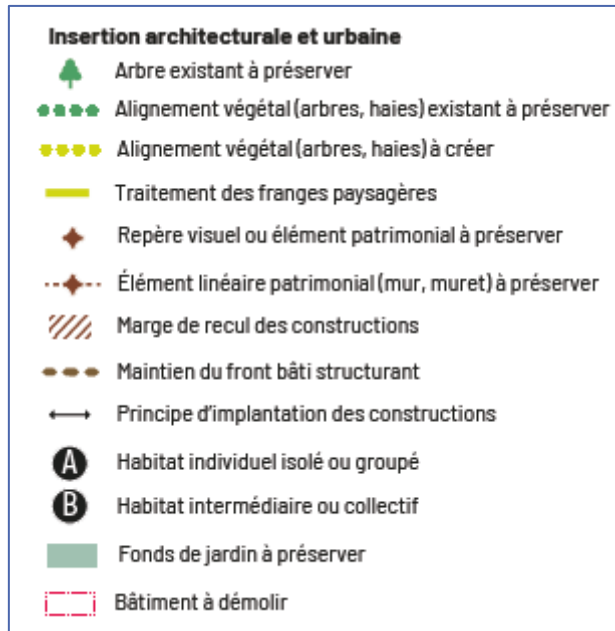 Insertion architecturale et urbaine
Arbre existant à préserver
Alignement végétal (arbres, haies) existant à préserver
Alignement végétal (arbres, haies) à créer
Traitement des franges paysagères
Repère visuel ou élément patrimonial à préserver
Élément linéaire patrimonial (mur, muret) à préserver
Marge de recul des constructions
Maintien du front bâti structurant
Principe d'implantation des constructions
A Habitat individuel isolé ou groupé
B Habitat intermédiaire ou collectif
Fonds de jardin à préserver
Bâtiment à démolir